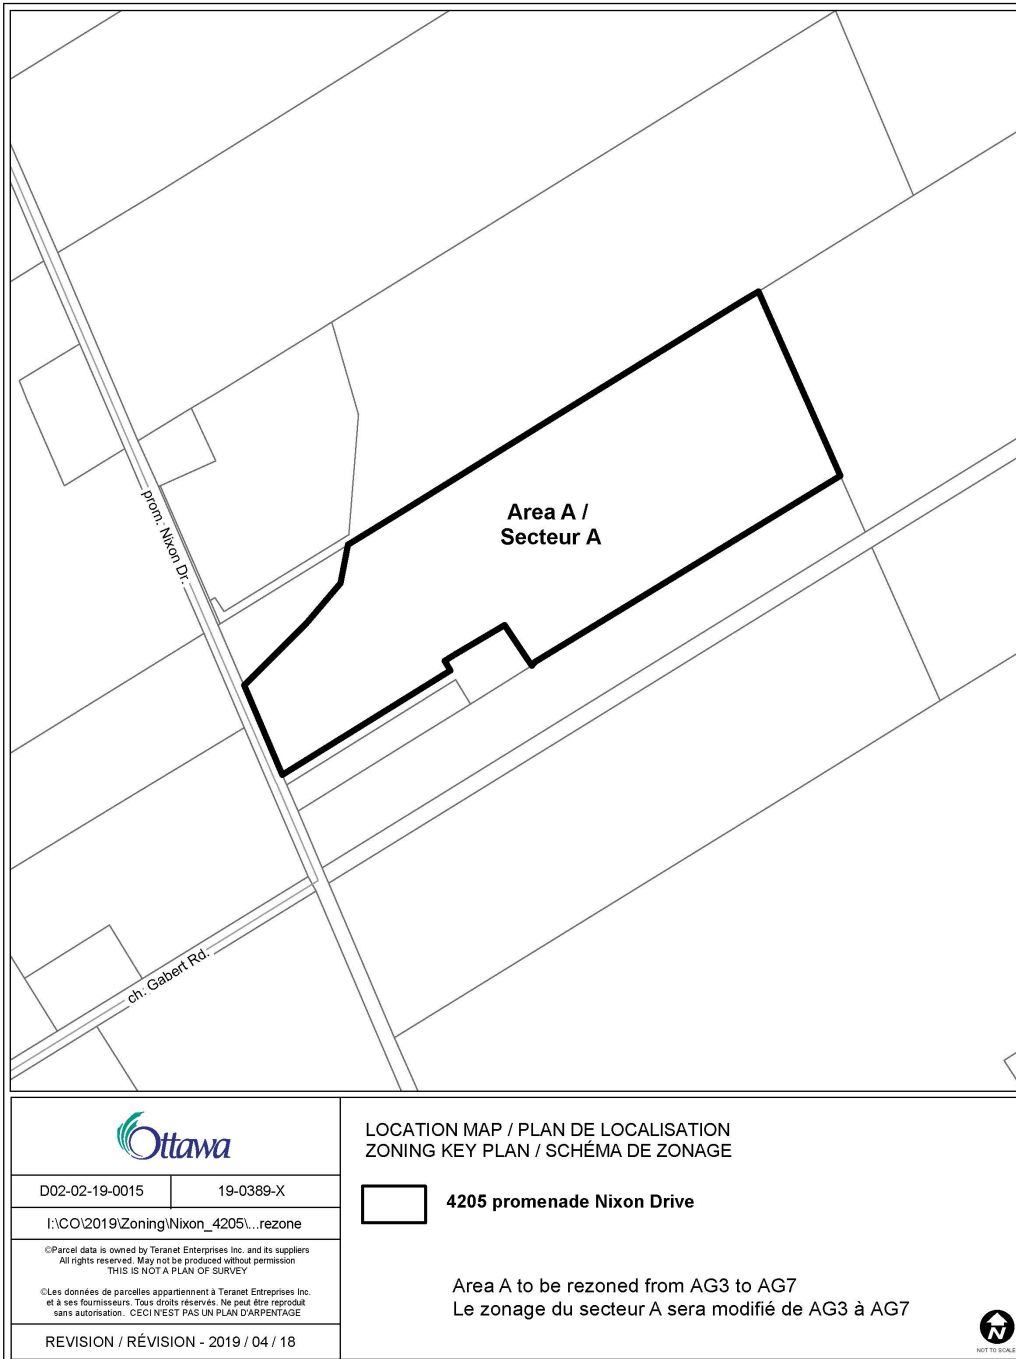 Area A /
Secteur A
prom. Nixon Dr.
ch. Gabert Rd.
Ottawa
D02-02-19-0015
19-0389-X
I:\CO\2019\Zoning\Nixon_4205\...rezone
©Parcel data is owned by Teranet Enterprises Inc. and its suppliers
All rights reserved. May not be produced without permission
THIS IS NOT A PLAN OF SURVEY
©Les données de parcelles appartiennent à Teranet Entreprises Inc.
et à ses fournisseurs. Tous droits réservés. Ne peut être reproduit
sans autorisation. CECI N'EST PAS UN PLAN D'ARPENTAGE
REVISION / RÉVISION - 2019 / 04 / 18
LOCATION MAP / PLAN DE LOCALISATION
ZONING KEY PLAN / SCHÉMA DE ZONAGE
4205 promenade Nixon Drive
Area A to be rezoned from AG3 to AG7
Le zonage du secteur A sera modifié de AG3 à AG7
N
NOT TO SCALE